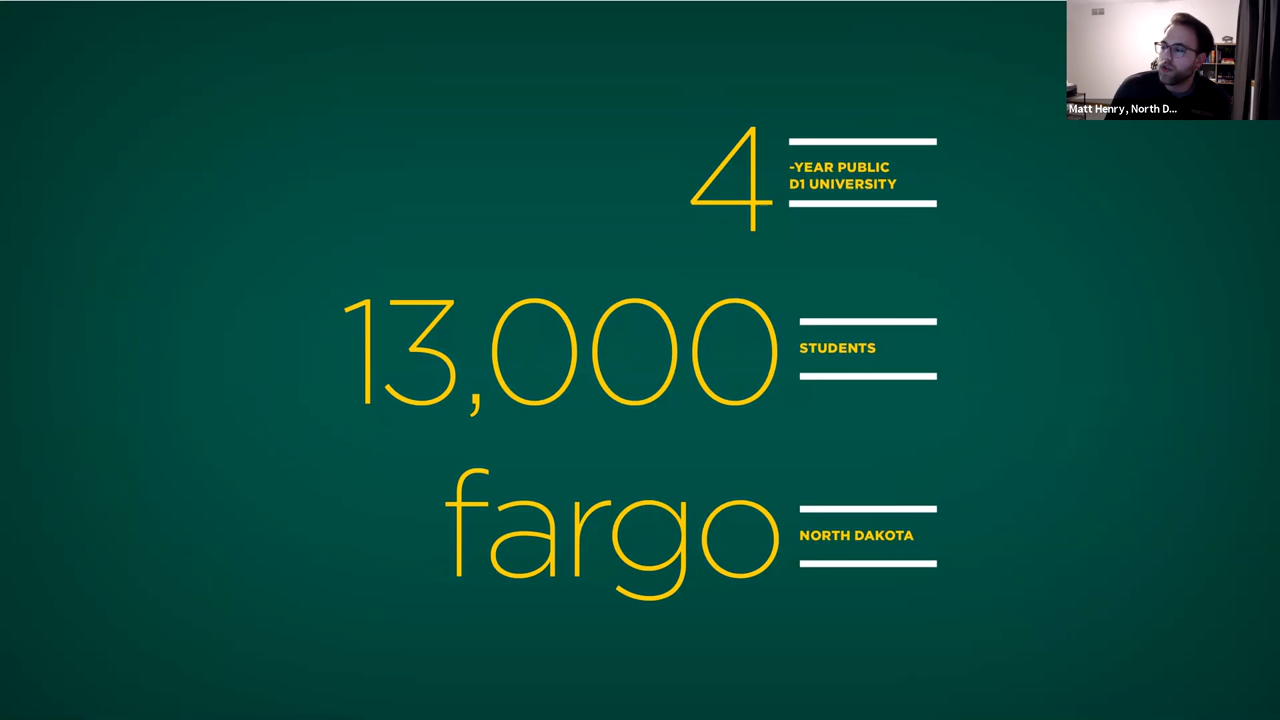 Matt Henry, North D...
4
-YEAR PUBLIC
D1 UNIVERSITY
13,000
STUDENTS
fargo
NORTH DAKOTA